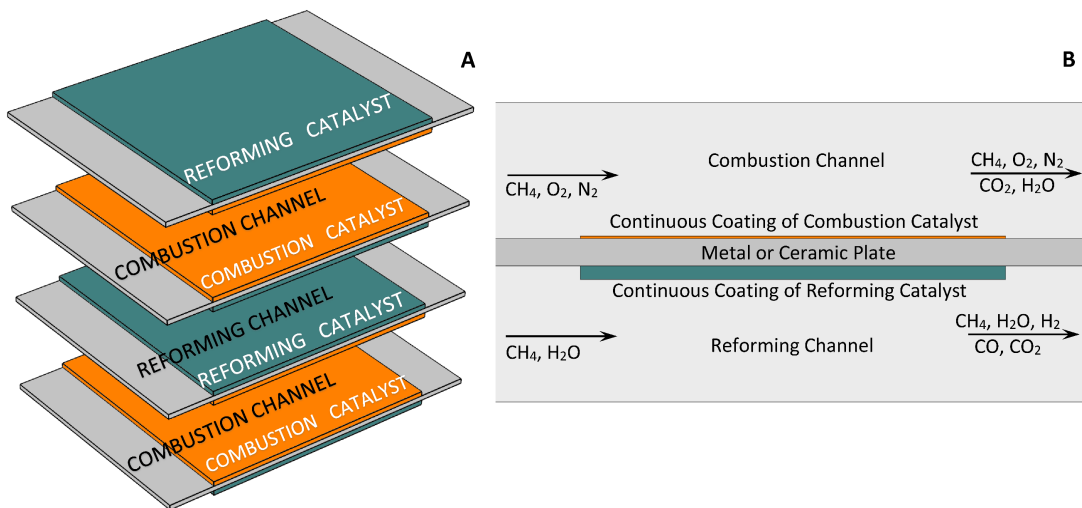 A
REFORMING CATALYST
COMBUSTION CHANNEL
COMBUSTION CATALYST
REFORMING CHANNEL
REFORMING CATALYST
COMBUSTION CHANNEL
COMBUSTION CATALYST
B
Combustion Channel
CH₄, O₂, N₂
CH₄, O₂, N₂
CO₂, H₂O
Continuous Coating of Combustion Catalyst
Metal or Ceramic Plate
Continuous Coating of Reforming Catalyst
CH₄, H₂O
Reforming Channel
CH₄, H₂O, H₂
CO, CO₂